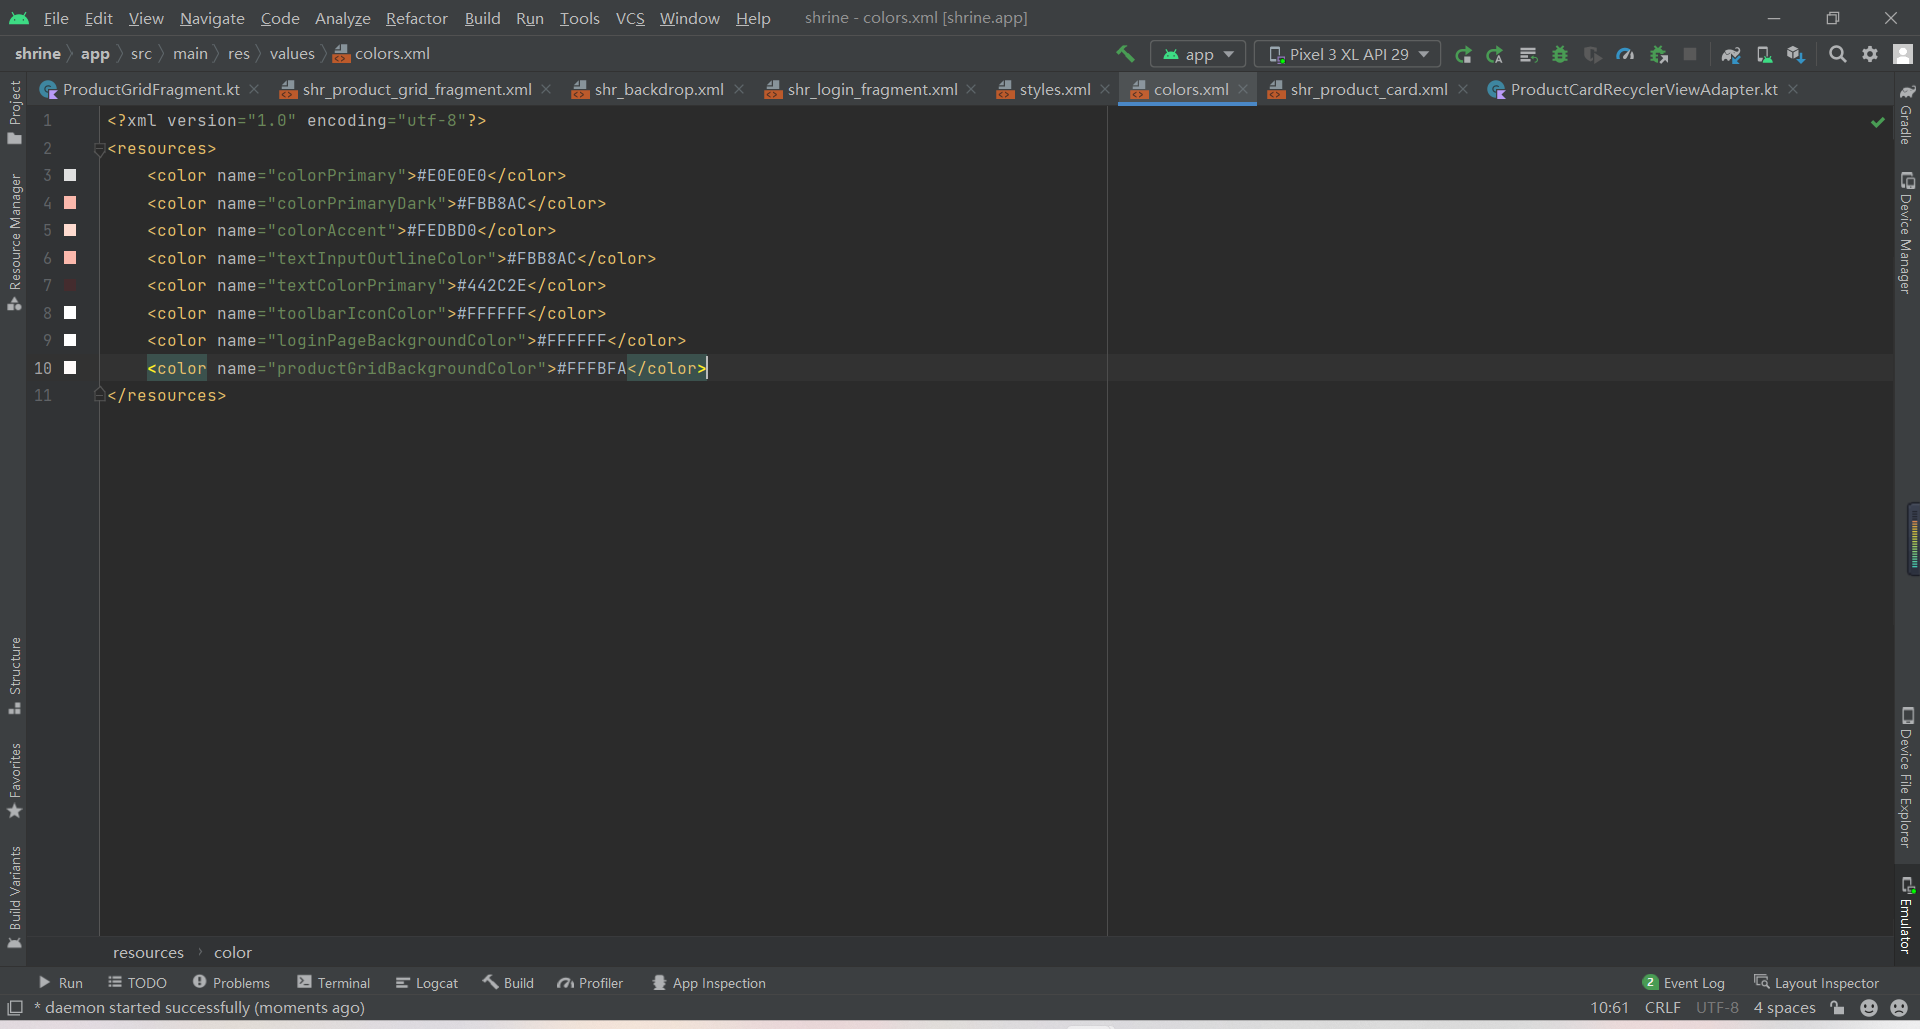 File Edit View Navigate Code Analyze Refactor Build Run Tools VCS Window Help shrine - colors.xml [shrine.app]
shrine app src main res values colors.xml app Pixel 3 XL API 29
ProductGridFragment.kt shr_product_grid_fragment.xml shr_backdrop.xml shr_login_fragment.xml styles.xml colors.xml shr_product_card.xml ProductCardRecyclerViewAdapter.kt
Project
Resource Manager
Structure
Favorites
Build Variants
1 <?xml version="1.0" encoding="utf-8"?>
2 <resources>
3 <color name="colorPrimary">#E0E0E0</color>
4 <color name="colorPrimaryDark">#FBB8AC</color>
5 <color name="colorAccent">#FEDBD0</color>
6 <color name="textInputOutlineColor">#FBB8AC</color>
7 <color name="textColorPrimary">#442C2E</color>
8 <color name="toolbarIconColor">#FFFFFF</color>
9 <color name="loginPageBackgroundColor">#FFFFFF</color>
10 <color name="productGridBackgroundColor">#FFFBFA</color>
11 </resources>
Gradle
Device Manager
Device File Explorer
Emulator
resources color
Run TODO Problems Terminal Logcat Build Profiler App Inspection 2 Event Log Layout Inspector
* daemon started successfully (moments ago) 10:61 CRLF UTF-8 4 spaces